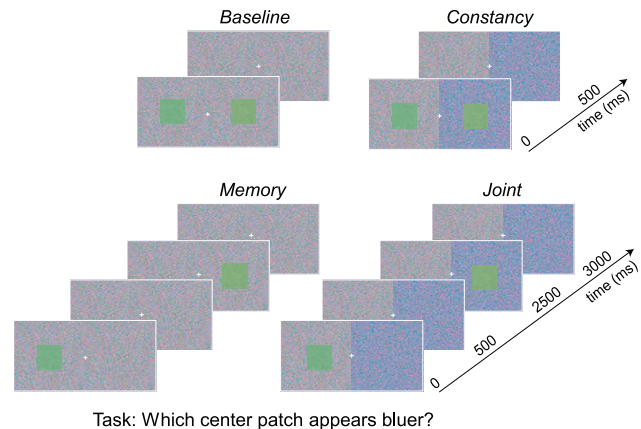 Baseline
Constancy
0
500
time (ms)
Memory
Joint
0
500
2500
3000
time (ms)
Task: Which center patch appears bluer?